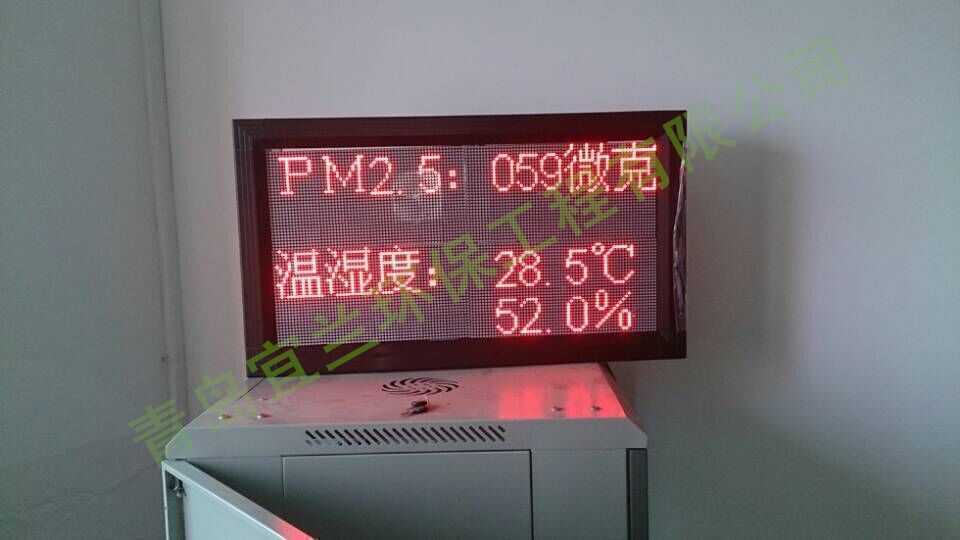 PM2.5: 059微克
温湿度: 28.5℃
52.0%
青岛宜兰环保工程有限公司